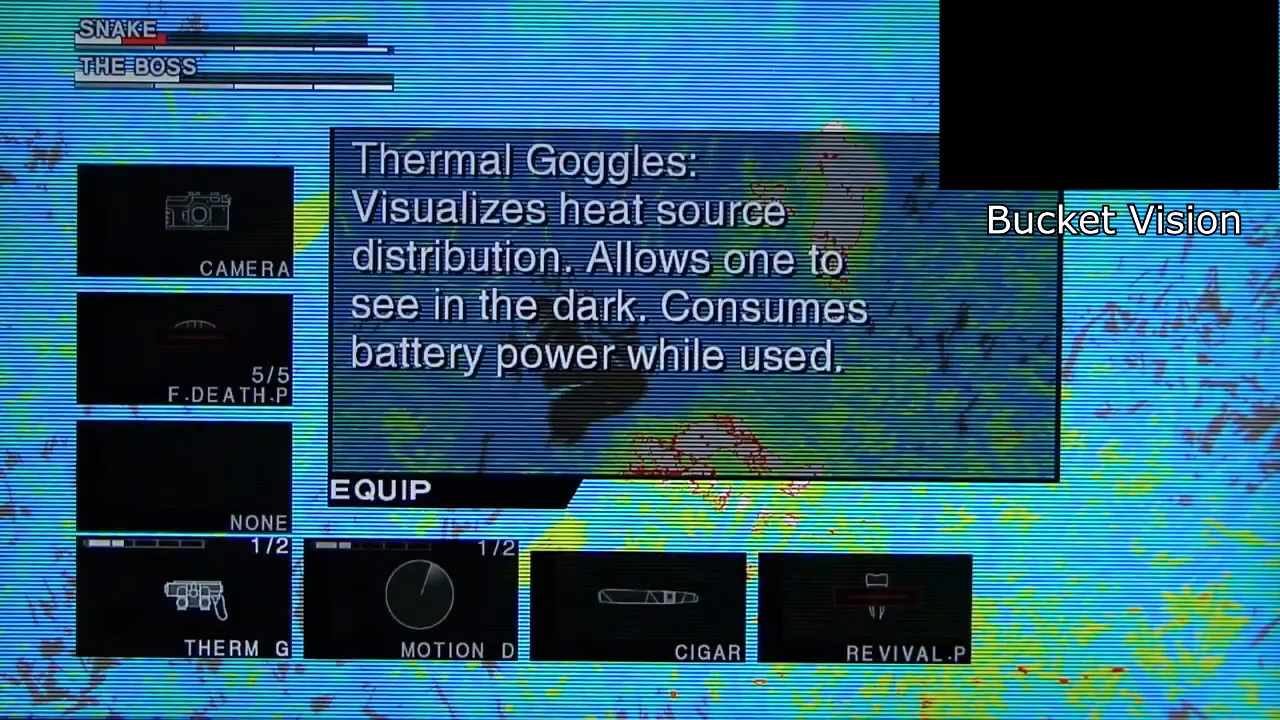 SNAKE
THE BOSS
Thermal Goggles:
Visualizes heat source
distribution. Allows one to
see in the dark. Consumes
battery power while used.
Bucket Vision
CAMERA
5/5
F.DEATH.P
NONE
EQUIP
1/2
THERM G
1/2
MOTION D
CIGAR
REVIVAL.P